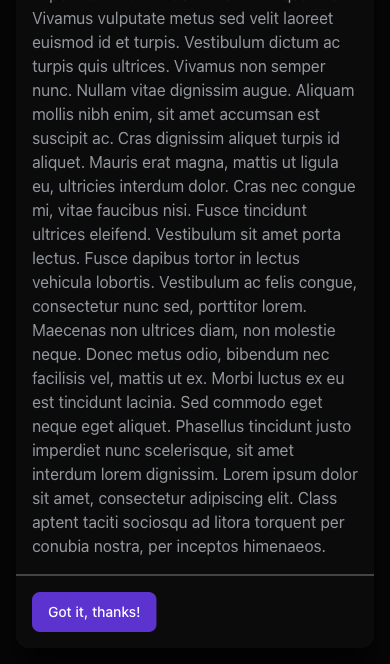 Vivamus vulputate metus sed velit laoreet
euismod id et turpis. Vestibulum dictum ac
turpis quis ultrices. Vivamus non semper
nunc. Nullam vitae dignissim augue. Aliquam
mollis nibh enim, sit amet accumsan est
suscipit ac. Cras dignissim aliquet turpis id
aliquet. Mauris erat magna, mattis ut ligula
eu, ultricies interdum dolor. Cras nec congue
mi, vitae faucibus nisi. Fusce tincidunt
ultrices eleifend. Vestibulum sit amet porta
lectus. Fusce dapibus tortor in lectus
vehicula lobortis. Vestibulum ac felis congue,
consectetur nunc sed, porttitor lorem.
Maecenas non ultrices diam, non molestie
neque. Donec metus odio, bibendum nec
facilisis vel, mattis ut ex. Morbi luctus ex eu
est tincidunt lacinia. Sed commodo eget
neque eget aliquet. Phasellus tincidunt justo
imperdiet nunc scelerisque, sit amet
interdum lorem dignissim. Lorem ipsum dolor
sit amet, consectetur adipiscing elit. Class
aptent taciti sociosqu ad litora torquent per
conubia nostra, per inceptos himenaeos.
Got it, thanks!